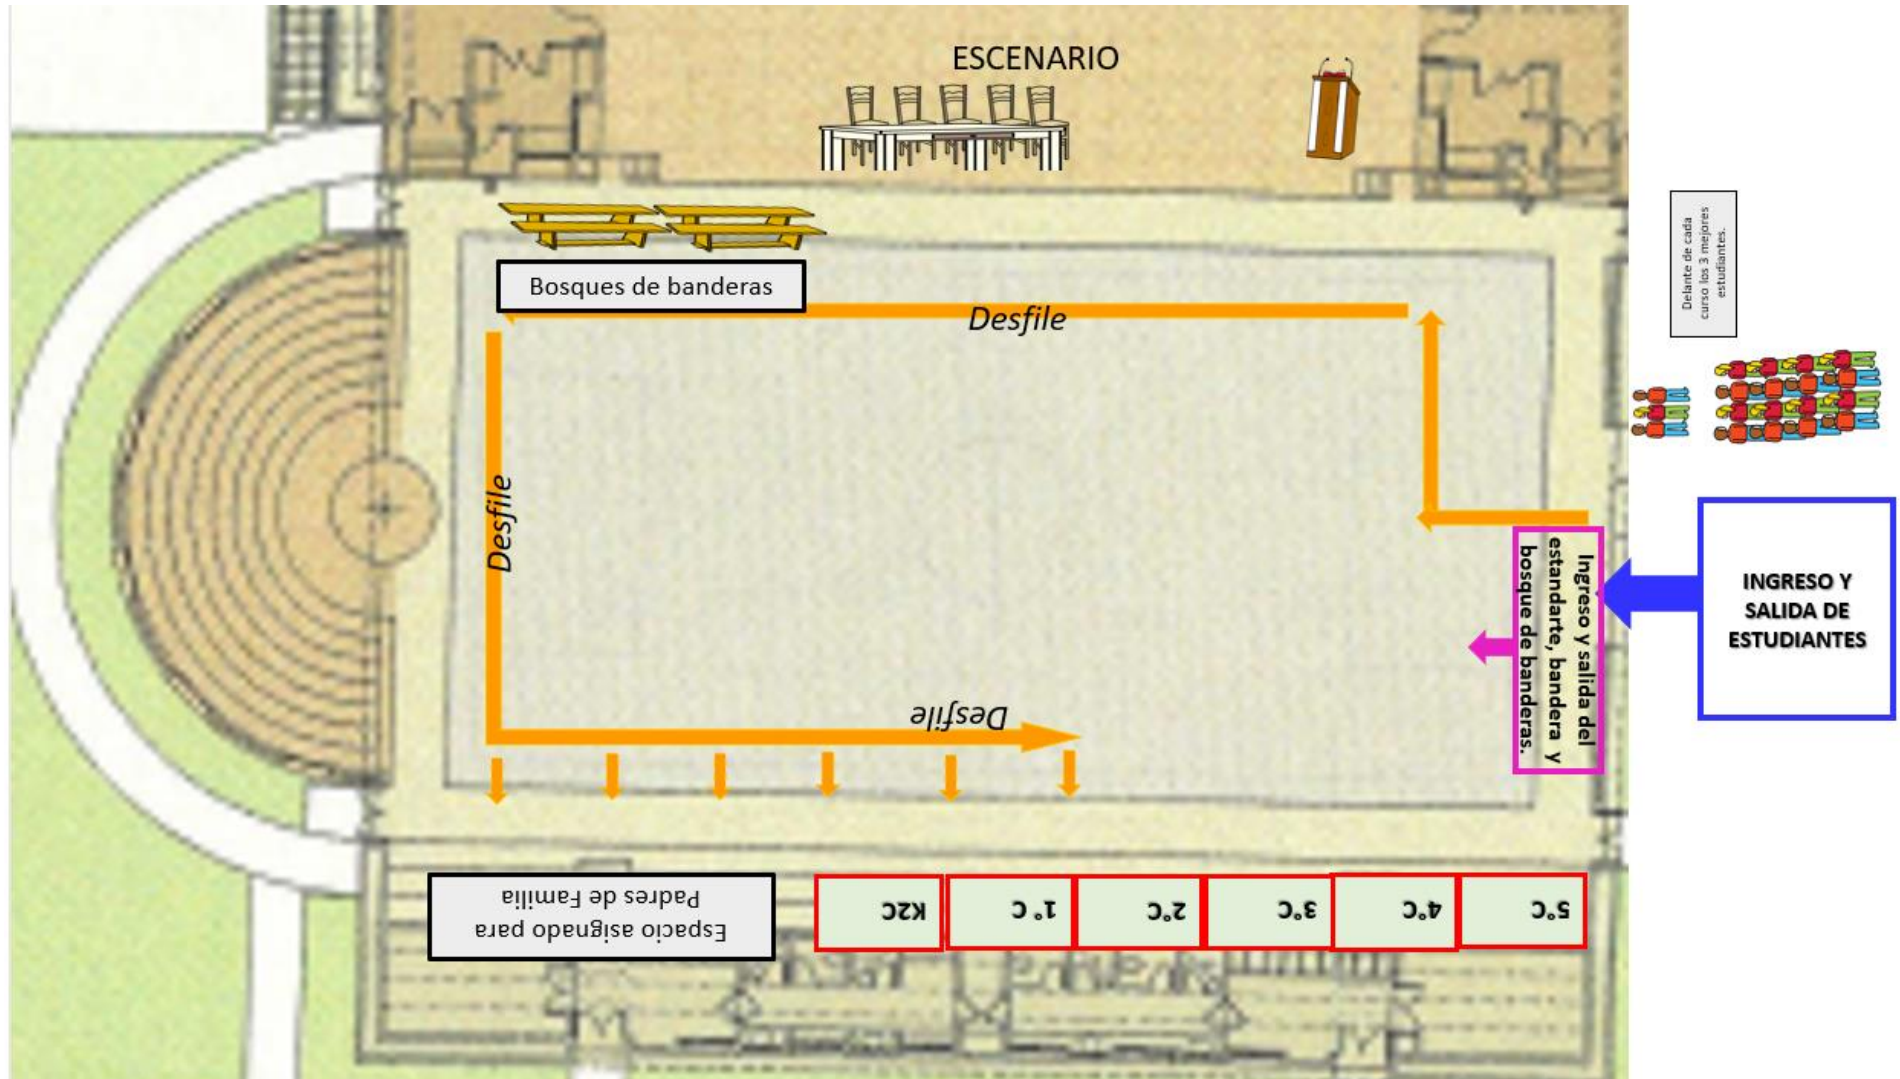 ESCENARIO
Delante de cada
curso los 3 mejores
estudiantes.
Bosques de banderas
Desfile
Desfile
Ingreso y salida del
estandarte, bandera y
bosque de banderas.
INGRESO Y
SALIDA DE
ESTUDIANTES
Desfile
Espacio asignado para
Padres de Familia
K2C
1° C
2°C
3°C
4°C
5°C